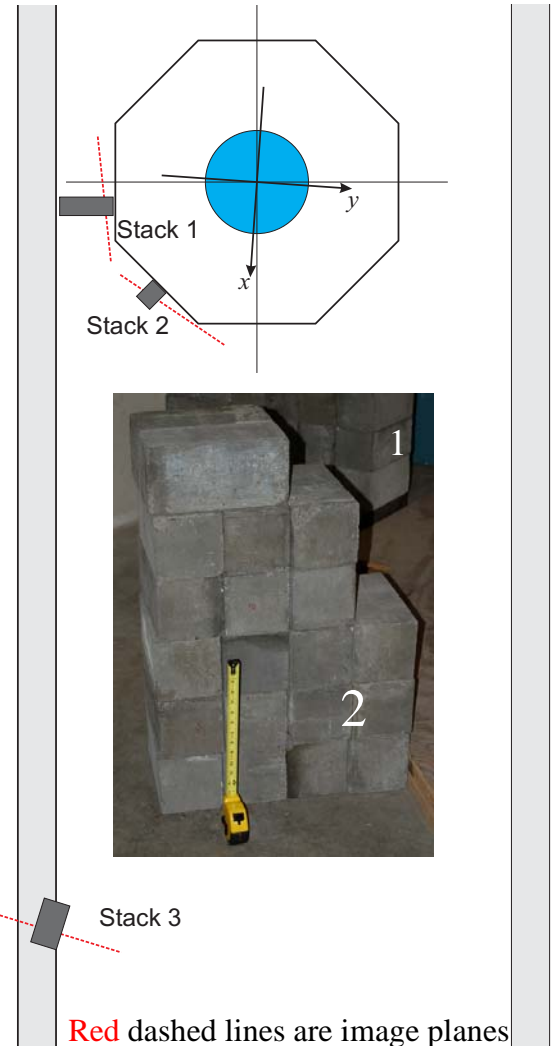 y
Stack 1
x
Stack 2
1
2
Stack 3
Red dashed lines are image planes